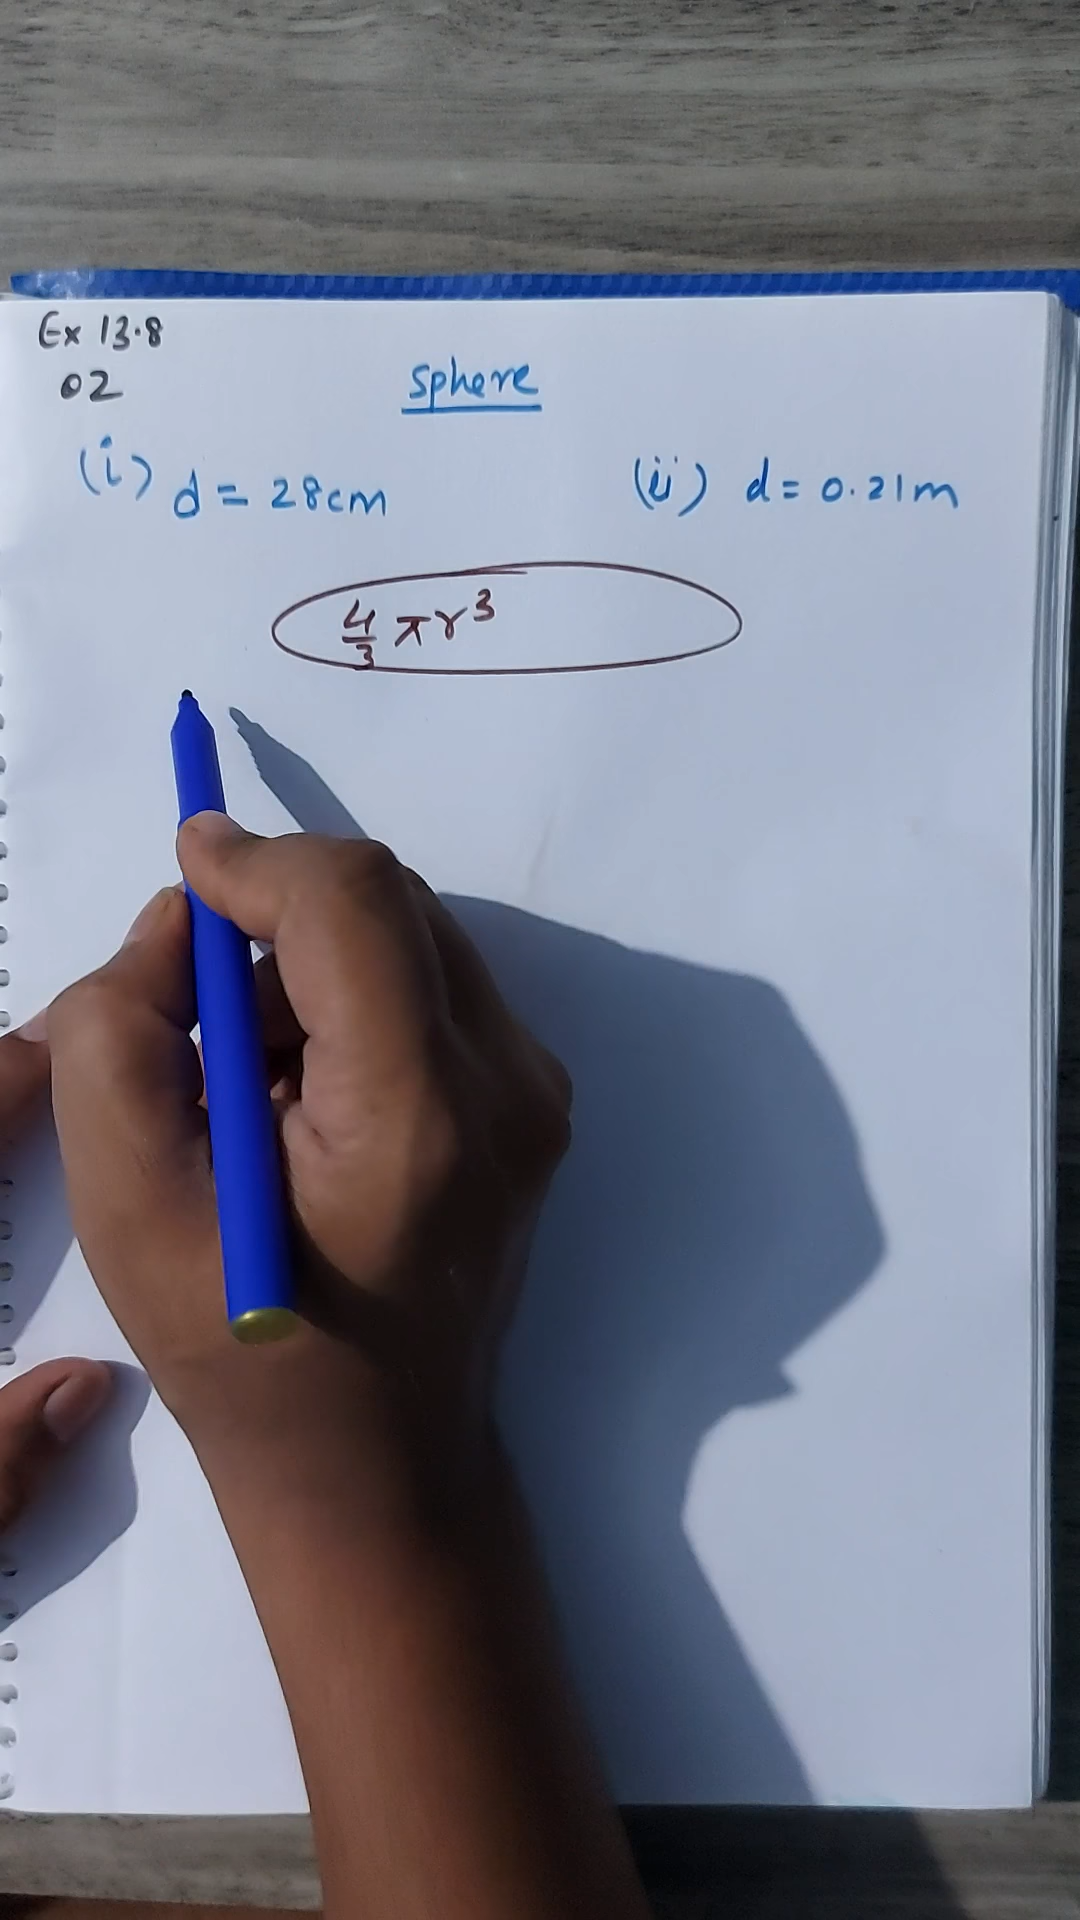 Ex 13.8
02
Sphere
(i) d = 28cm
(ii) d = 0.21m
4/3 πr³